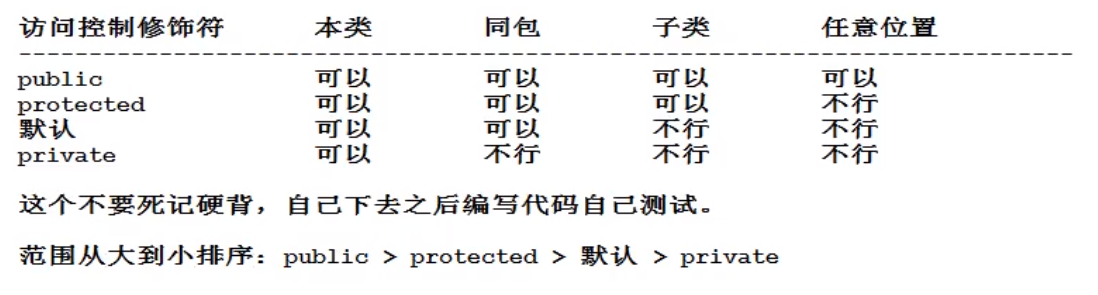 访问控制修饰符 本类 同包 子类 任意位置
------------------------------------------------------------------------
public 可以 可以 可以 可以
protected 可以 可以 可以 不行
默认 可以 可以 不行 不行
private 可以 不行 不行 不行
这个不要死记硬背，自己下去之后编写代码自己测试。
范围从大到小排序：public > protected > 默认 > private